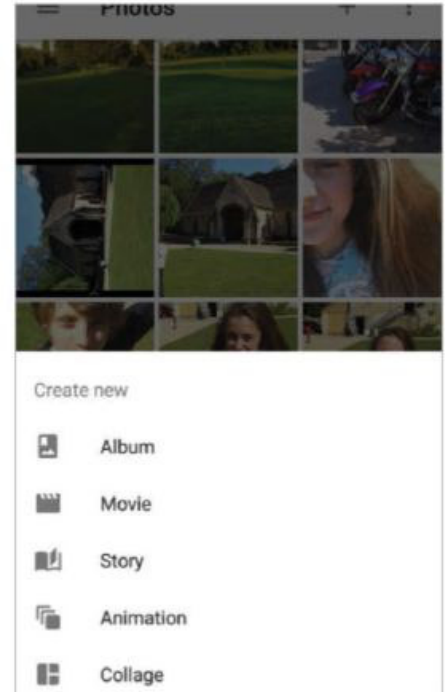 Photos
Create new
Album
Movie
Story
Animation
Collage